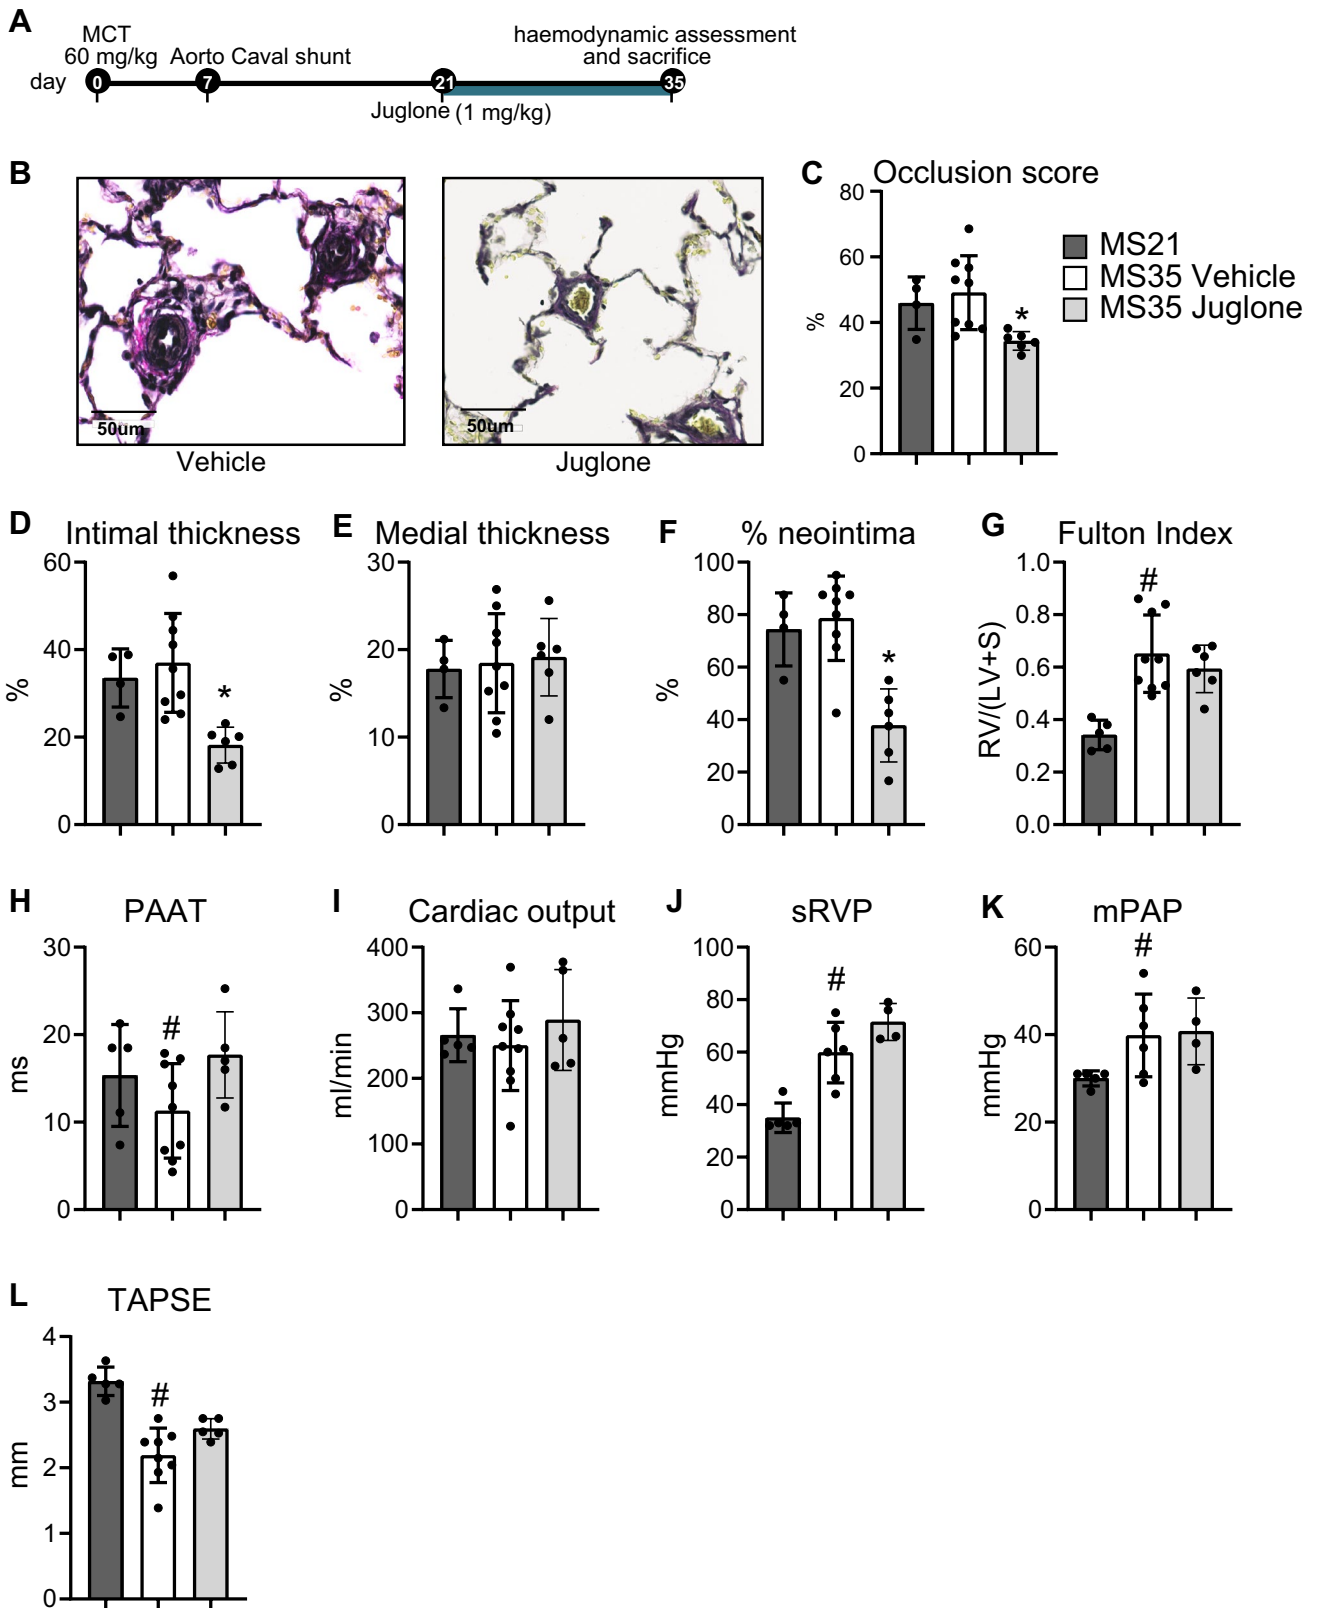 A
MCT
60 mg/kg Aorto Caval shunt
haemodynamic assessment
and sacrifice
day 0 7 21 35
Juglone (1 mg/kg)
B
50um
Vehicle
50um
Juglone
C Occlusion score
80
60
40
20
0
%
*
MS21
MS35 Vehicle
MS35 Juglone
D Intimal thickness
60
40
20
0
%
*
E Medial thickness
30
20
10
0
%
F % neointima
100
80
60
40
20
0
%
*
G Fulton Index
1.0
0.8
0.6
0.4
0.2
0.0
RV/(LV+S)
#
H PAAT
30
20
10
0
ms
#
I Cardiac output
400
300
200
100
0
ml/min
J sRVP
100
80
60
40
20
0
mmHg
#
K mPAP
60
40
20
0
mmHg
#
L TAPSE
4
3
2
1
0
mm
#